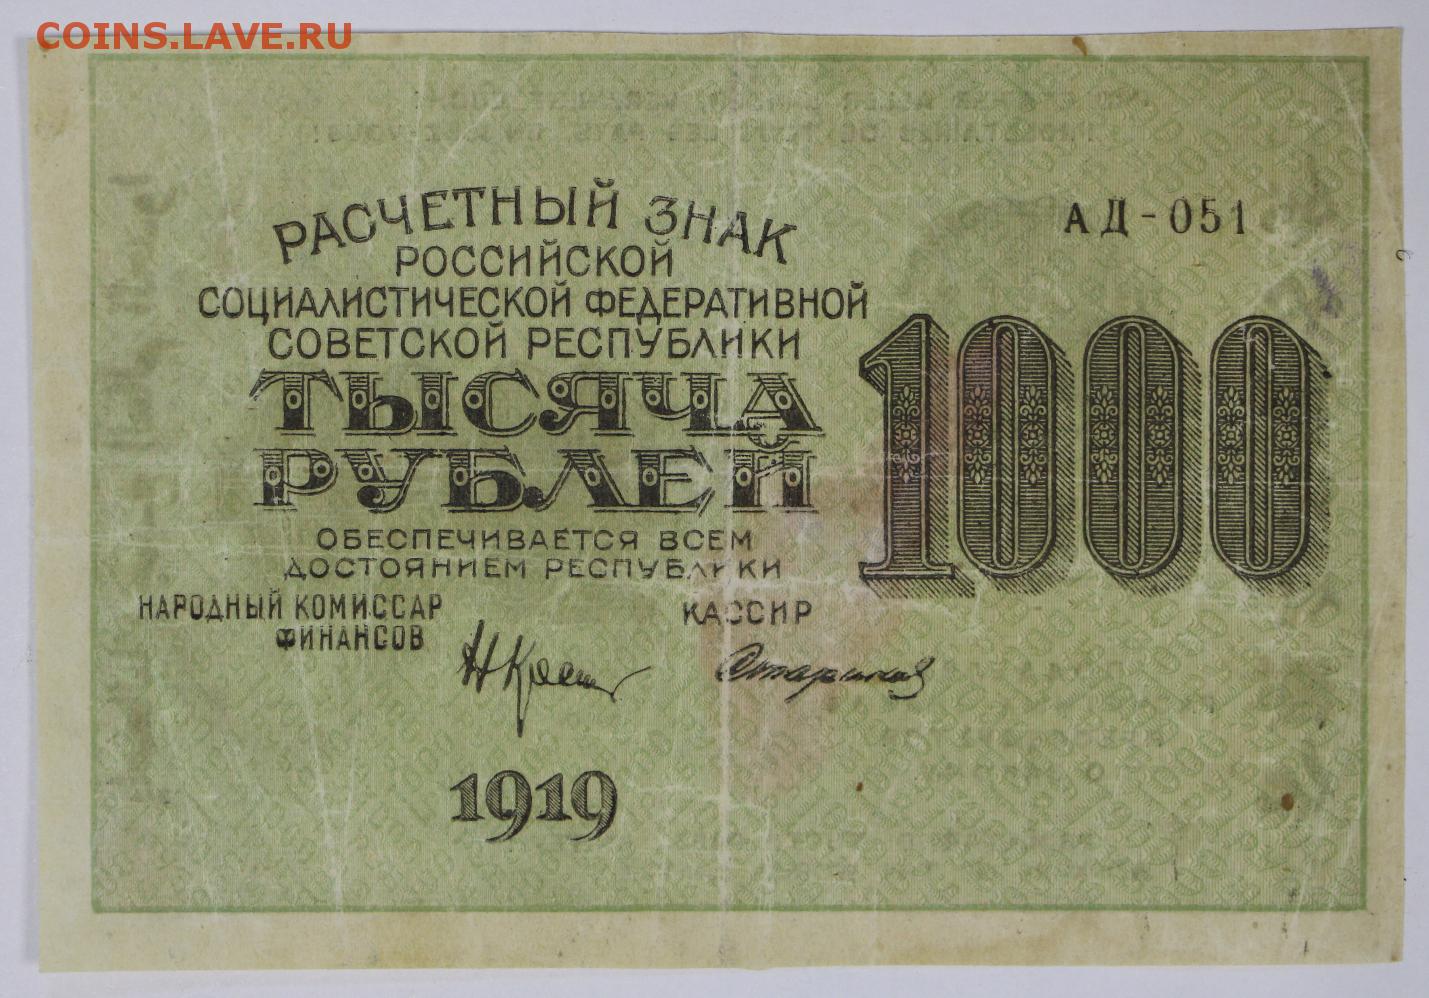 COINS.LAVE.RU
РАСЧЕТНЫЙ ЗНАК
РОССИЙСКОЙ
СОЦИАЛИСТИЧЕСКОЙ ФЕДЕРАТИВНОЙ
СОВЕТСКОЙ РЕСПУБЛИКИ
ТЫСЯЧА
РУБЛЕЙ
АД-051
1000
ОБЕСПЕЧИВАЕТСЯ ВСЕМ
ДОСТОЯНИЕМ РЕСПУБЛИКИ
НАРОДНЫЙ КОМИССАР
ФИНАНСОВ
КАССИР
1919